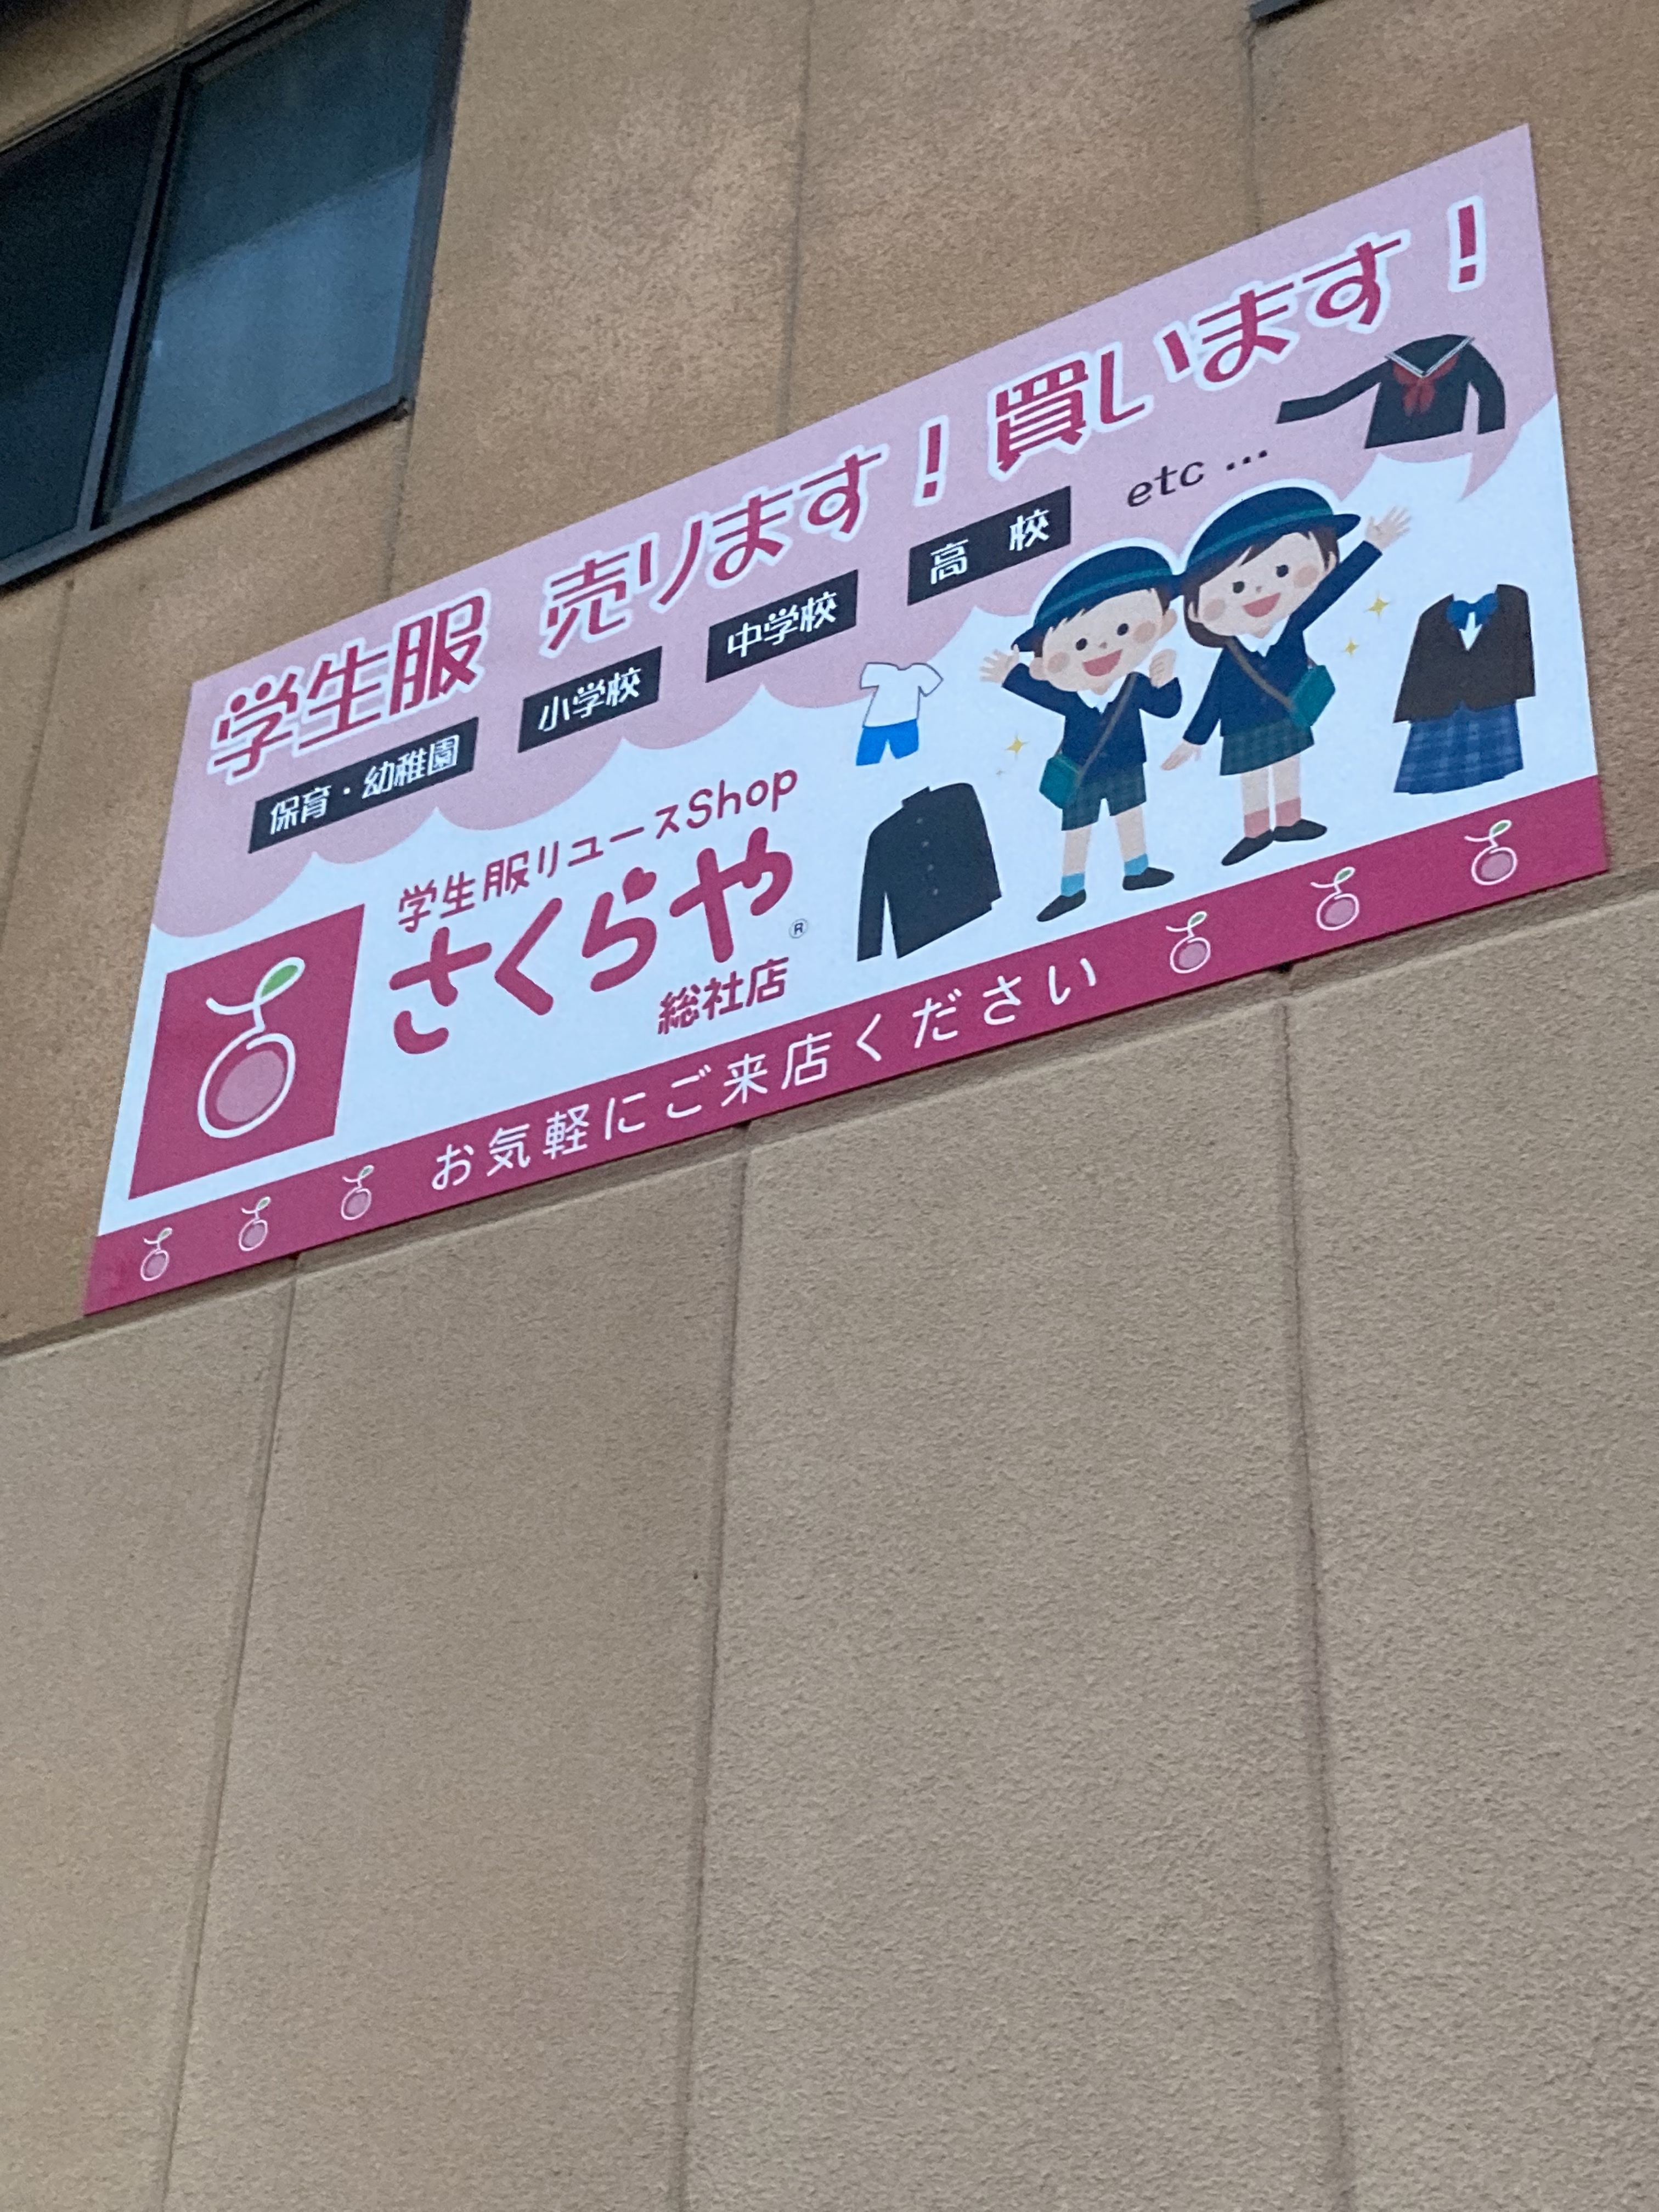 学生服 売ります！買います！
保育・幼稚園 小学校 中学校 高 校 etc …
学生服リユースShop
さくらや®
総社店
お気軽にご来店ください